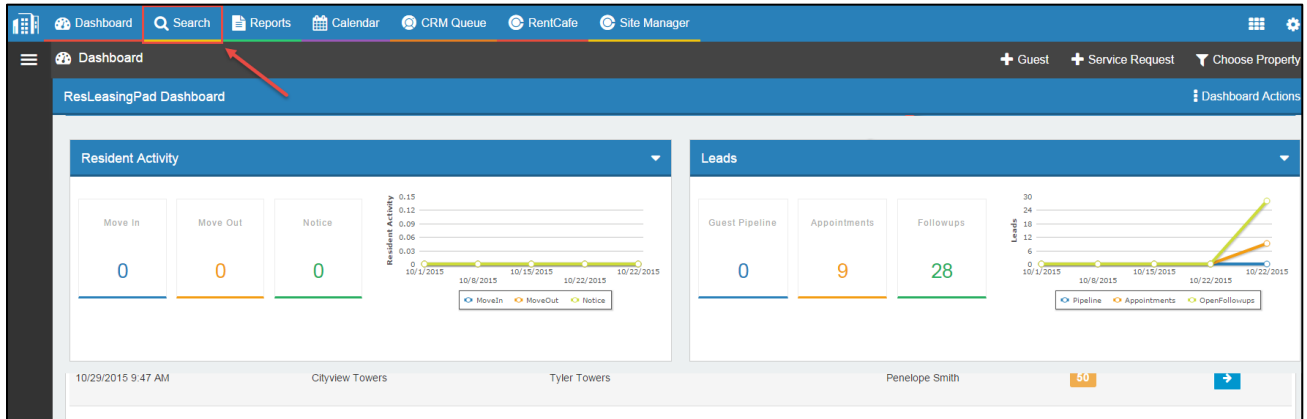 Dashboard Search Reports Calendar CRM Queue RentCafe Site Manager
Dashboard Guest Service Request Choose Property
ResLeasingPad Dashboard Dashboard Actions
Resident Activity
Move In Move Out Notice
0 0 0
Resident Activity
0.15
0.12
0.09
0.06
0.03
0
10/1/2015 10/15/2015 10/22/2015
10/8/2015 10/22/2015
MoveIn MoveOut Notice
Leads
Guest Pipeline Appointments Followups
0 9 28
Leads
30
24
18
12
6
0
10/1/2015 10/15/2015 10/22/2015
10/8/2015 10/22/2015
Pipeline Appointments OpenFollowups
10/29/2015 9:47 AM Cityview Towers Tyler Towers Penelope Smith 50